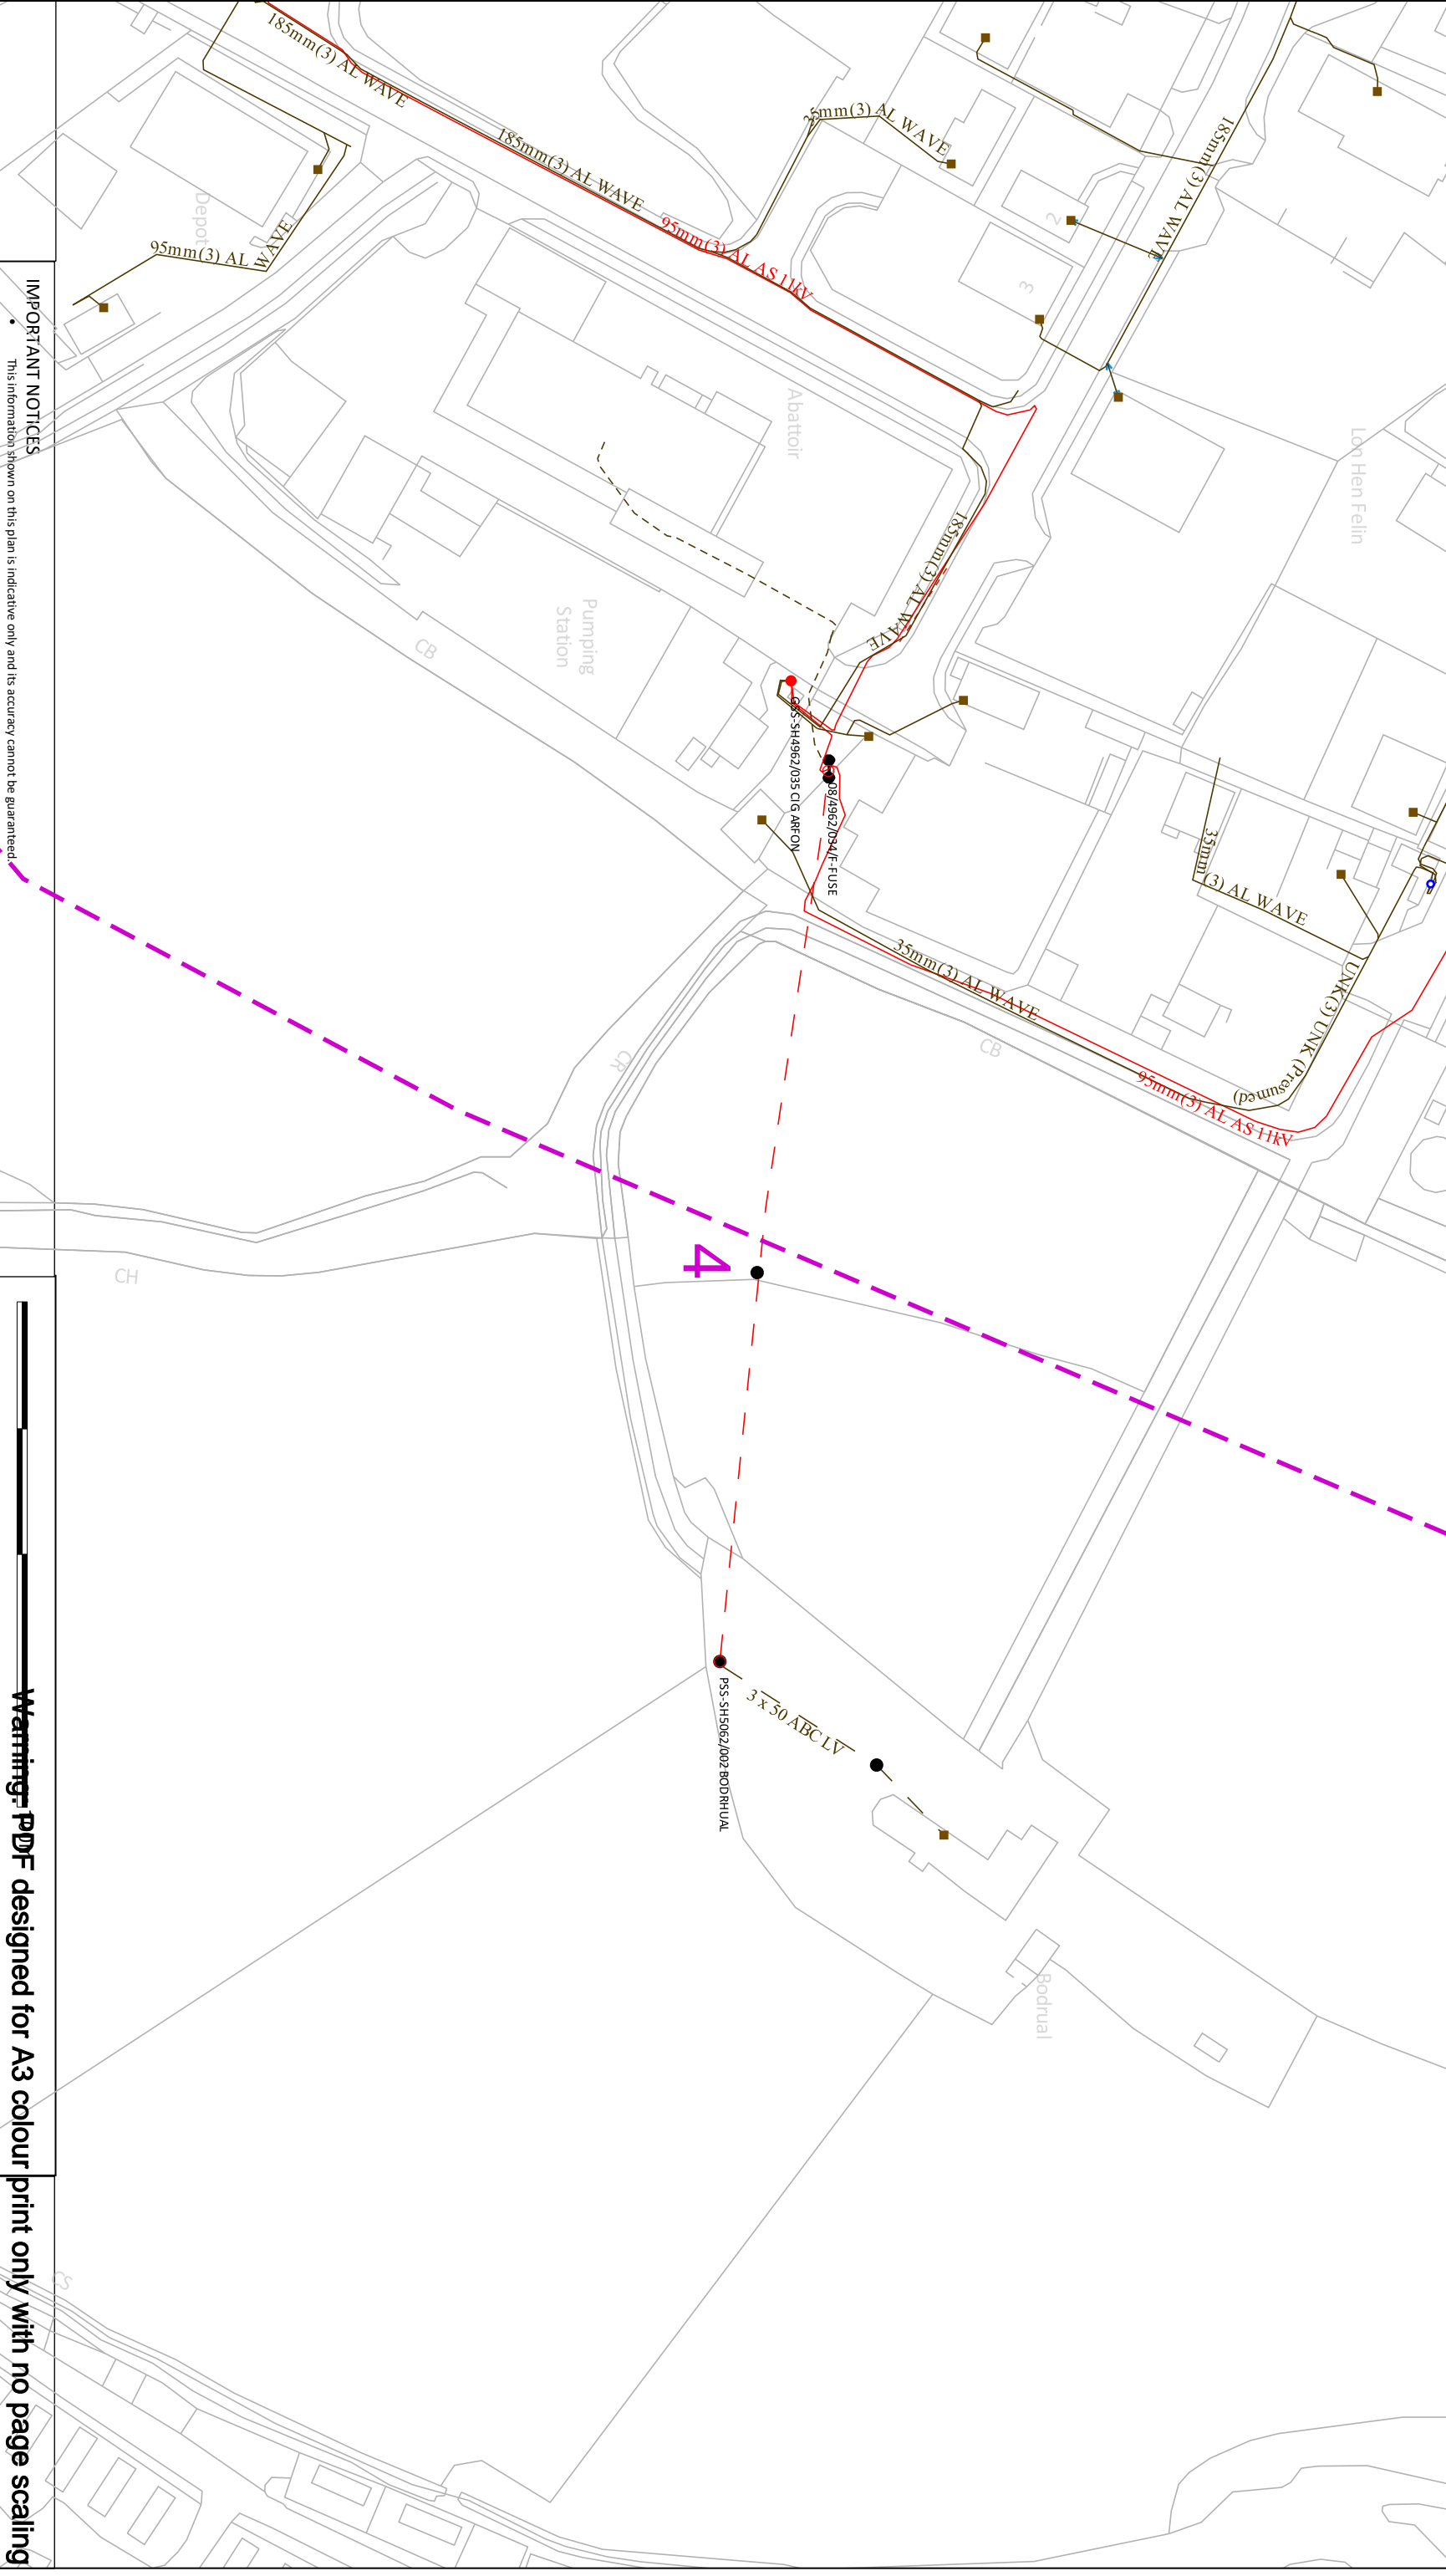 185mm(3) AL WAVE
185mm(3) AL WAVE
95mm(3) AL AS 11kV
35mm(3) AL WAVE
185mm(3) AL WAVE
95mm(3) AL WAVE
Depot
2
3
Abattoir
Lon Hen Felin
185mm(3) AL WAVE
Pumping
Station
CB
GSS-SH4962/035 CIG ARFON
08/4962/034/F-FUSE
35mm(3) AL WAVE
35mm(3) AL WAVE
UNK(3) UNK (Presumed)
95mm(3) AL AS 11kV
CB
CR
CH
4
3 x 50 ABC LV
PSS-SH5062/002 BODRHUAL
Bodrual
CS
IMPORTANT NOTICES
• This information shown on this plan is indicative only and its accuracy cannot be guaranteed.
Warning: PDF designed for A3 colour print only with no page scaling